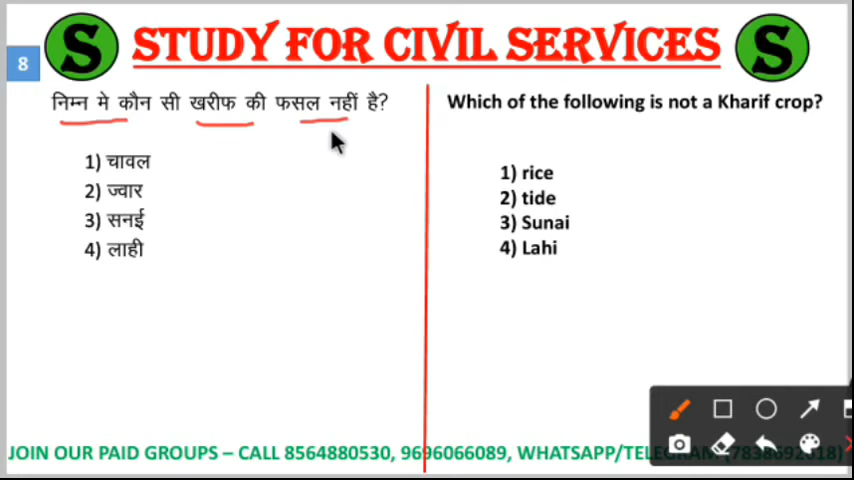 S STUDY FOR CIVIL SERVICES S
8
निम्न मे कौन सी खरीफ की फसल नहीं है?
1) चावल
2) ज्वार
3) सनई
4) लाही
Which of the following is not a Kharif crop?
1) rice
2) tide
3) Sunai
4) Lahi
JOIN OUR PAID GROUPS – CALL 8564880530, 9696066089, WHATSAPP/TELEGRAM